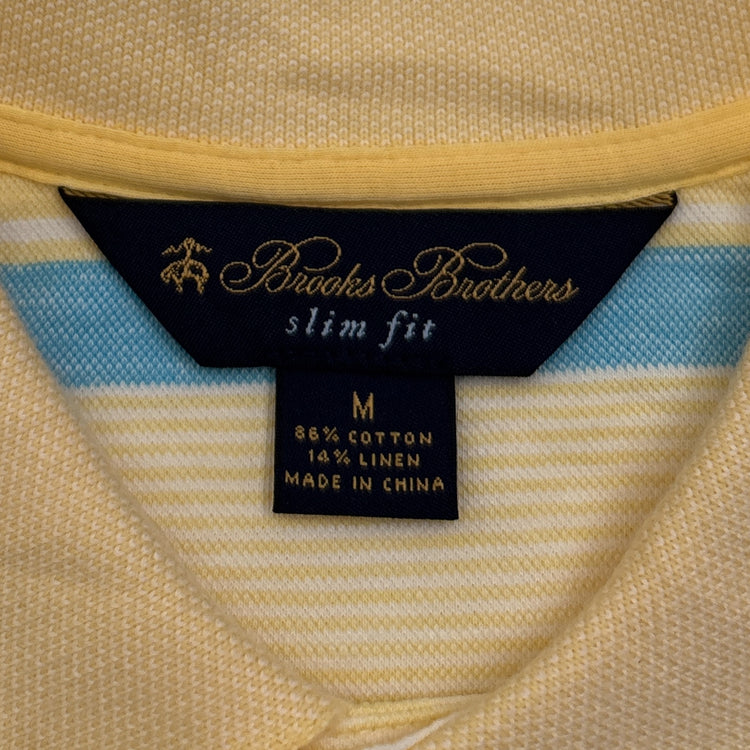 Brooks Brothers
slim fit
M
86% COTTON
14% LINEN
MADE IN CHINA